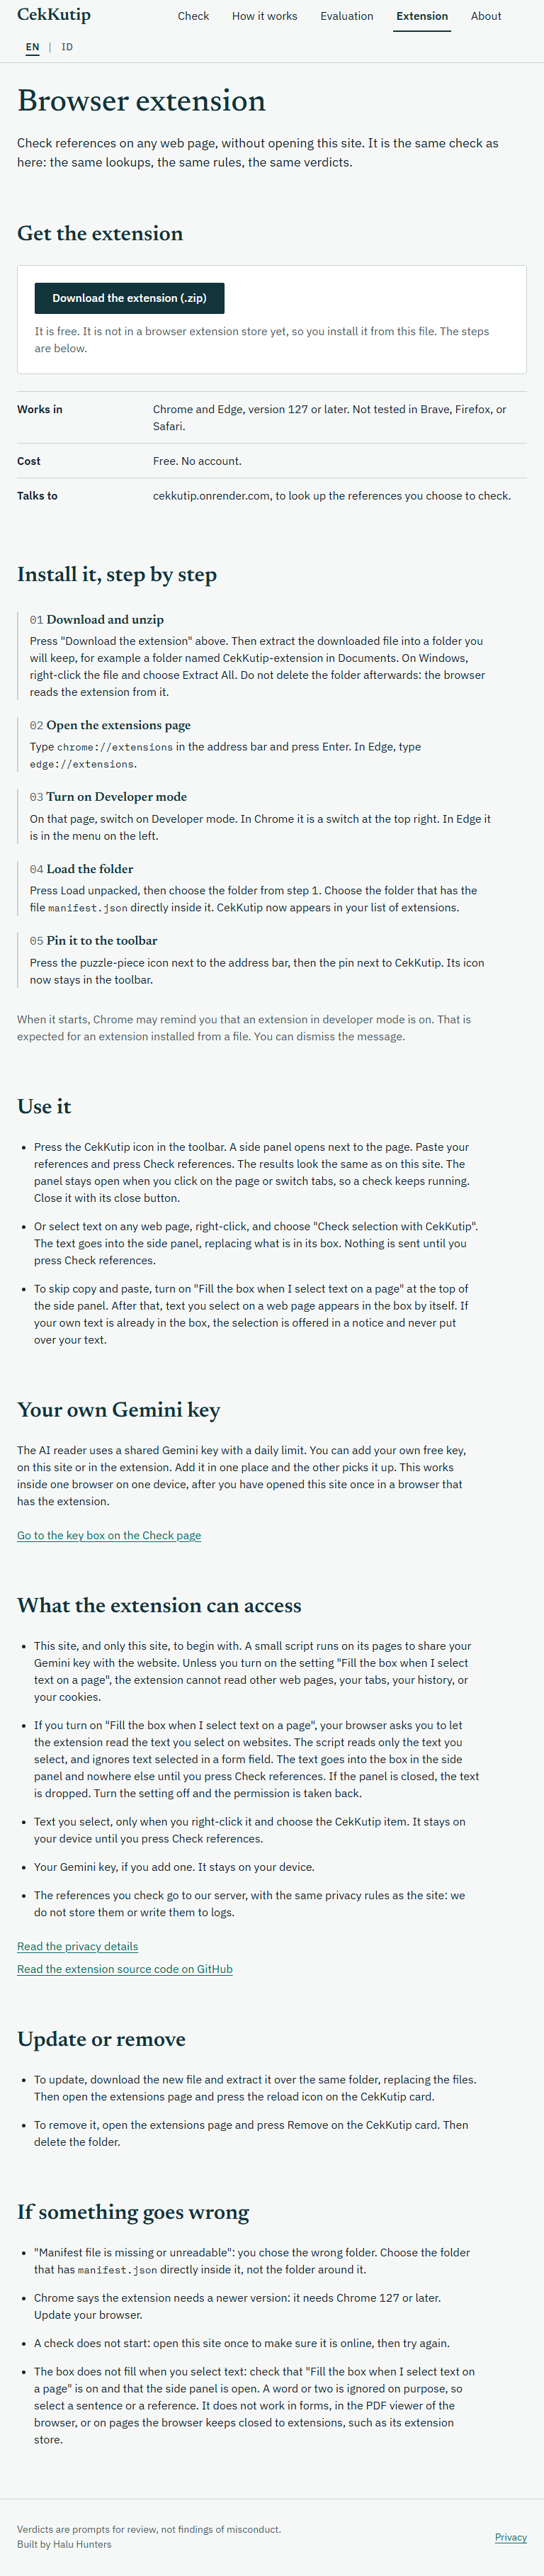 CekKutip
Check
How it works
Evaluation
Extension
About
EN | ID
Browser extension
Check references on any web page, without opening this site. It is the same check as
here: the same lookups, the same rules, the same verdicts.
Get the extension
Download the extension (.zip)
It is free. It is not in a browser extension store yet, so you install it from this file. The steps
are below.
Works in
Chrome and Edge, version 127 or later. Not tested in Brave, Firefox, or
Safari.
Cost
Free. No account.
Talks to
cekkutip.onrender.com, to look up the references you choose to check.
Install it, step by step
01 Download and unzip
Press "Download the extension" above. Then extract the downloaded file into a folder you
will keep, for example a folder named CekKutip-extension in Documents. On Windows,
right-click the file and choose Extract All. Do not delete the folder afterwards: the browser
reads the extension from it.
02 Open the extensions page
Type chrome://extensions in the address bar and press Enter. In Edge, type
edge://extensions.
03 Turn on Developer mode
On that page, switch on Developer mode. In Chrome it is a switch at the top right. In Edge it
is in the menu on the left.
04 Load the folder
Press Load unpacked, then choose the folder from step 1. Choose the folder that has the
file manifest.json directly inside it. CekKutip now appears in your list of extensions.
05 Pin it to the toolbar
Press the puzzle-piece icon next to the address bar, then the pin next to CekKutip. Its icon
now stays in the toolbar.
When it starts, Chrome may remind you that an extension in developer mode is on. That is
expected for an extension installed from a file. You can dismiss the message.
Use it
• Press the CekKutip icon in the toolbar. A side panel opens next to the page. Paste your
references and press Check references. The results look the same as on this site. The
panel stays open when you click on the page or switch tabs, so a check keeps running.
Close it with its close button.
• Or select text on any web page, right-click, and choose "Check selection with CekKutip".
The text goes into the side panel, replacing what is in its box. Nothing is sent until you
press Check references.
• To skip copy and paste, turn on "Fill the box when I select text on a page" at the top of
the side panel. After that, text you select on a web page appears in the box by itself. If
your own text is already in the box, the selection is offered in a notice and never put
over your text.
Your own Gemini key
The AI reader uses a shared Gemini key with a daily limit. You can add your own free key,
on this site or in the extension. Add it in one place and the other picks it up. This works
inside one browser on one device, after you have opened this site once in a browser that
has the extension.
Go to the key box on the Check page
What the extension can access
• This site, and only this site, to begin with. A small script runs on its pages to share your
Gemini key with the website. Unless you turn on the setting "Fill the box when I select
text on a page", the extension cannot read other web pages, your tabs, your history, or
your cookies.
• If you turn on "Fill the box when I select text on a page", your browser asks you to let
the extension read the text you select on websites. The script reads only the text you
select, and ignores text selected in a form field. The text goes into the box in the side
panel and nowhere else until you press Check references. If the panel is closed, the text
is dropped. Turn the setting off and the permission is taken back.
• Text you select, only when you right-click it and choose the CekKutip item. It stays on
your device until you press Check references.
• Your Gemini key, if you add one. It stays on your device.
• The references you check go to our server, with the same privacy rules as the site: we
do not store them or write them to logs.
Read the privacy details
Read the extension source code on GitHub
Update or remove
• To update, download the new file and extract it over the same folder, replacing the files.
Then open the extensions page and press the reload icon on the CekKutip card.
• To remove it, open the extensions page and press Remove on the CekKutip card. Then
delete the folder.
If something goes wrong
• "Manifest file is missing or unreadable": you chose the wrong folder. Choose the folder
that has manifest.json directly inside it, not the folder around it.
• Chrome says the extension needs a newer version: it needs Chrome 127 or later.
Update your browser.
• A check does not start: open this site once to make sure it is online, then try again.
• The box does not fill when you select text: check that "Fill the box when I select text on
a page" is on and that the side panel is open. A word or two is ignored on purpose, so
select a sentence or a reference. It does not work in forms, in the PDF viewer of the
browser, or on pages the browser keeps closed to extensions, such as its extension
store.
Verdicts are prompts for review, not findings of misconduct.
Built by Halu Hunters
Privacy